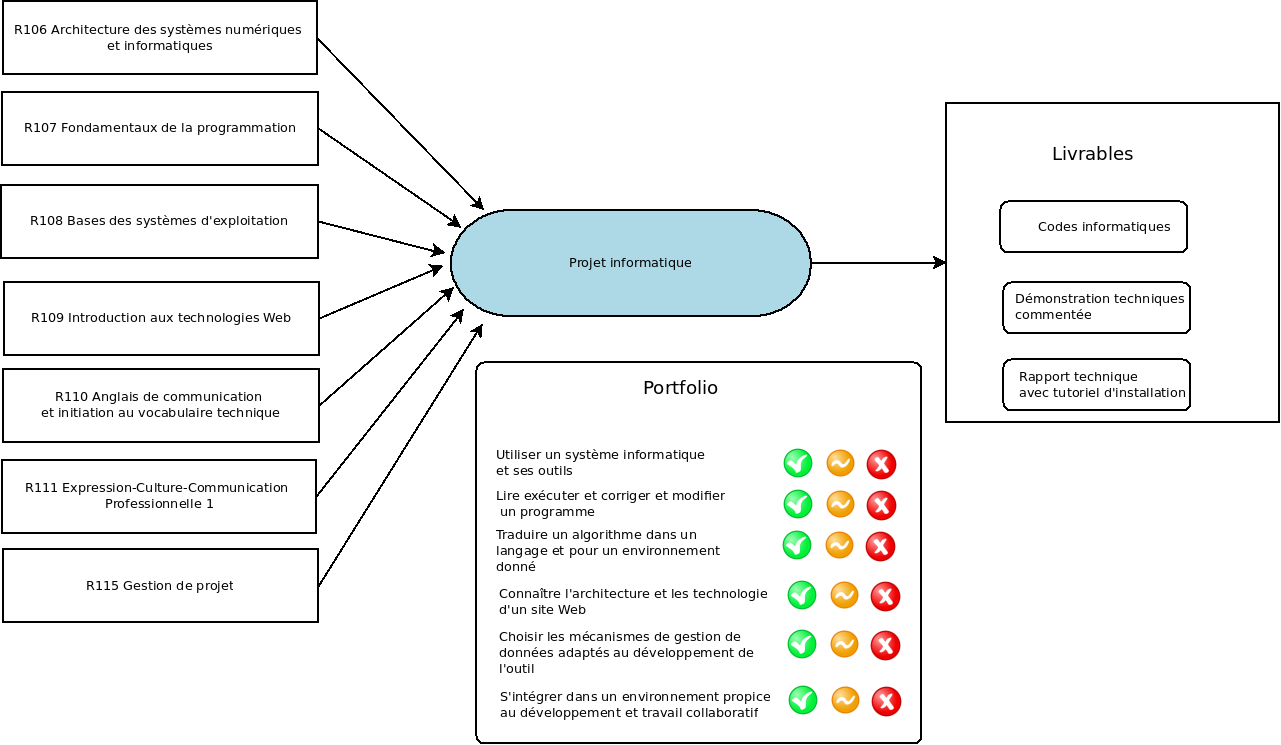 R106 Architecture des systèmes numériques
et informatiques
R107 Fondamentaux de la programmation
R108 Bases des systèmes d'exploitation
R109 Introduction aux technologies Web
R110 Anglais de communication
et initiation au vocabulaire technique
R111 Expression-Culture-Communication
Professionnelle 1
R115 Gestion de projet
Projet informatique
Portfolio
Utiliser un système informatique
et ses outils
Lire exécuter et corriger et modifier
un programme
Traduire un algorithme dans un
langage et pour un environnement
donné
Connaître l'architecture et les technologie
d'un site Web
Choisir les mécanismes de gestion de
données adaptés au développement de
l'outil
S'intégrer dans un environnement propice
au développement et travail collaboratif
Livrables
Codes informatiques
Démonstration techniques
commentée
Rapport technique
avec tutoriel d'installation